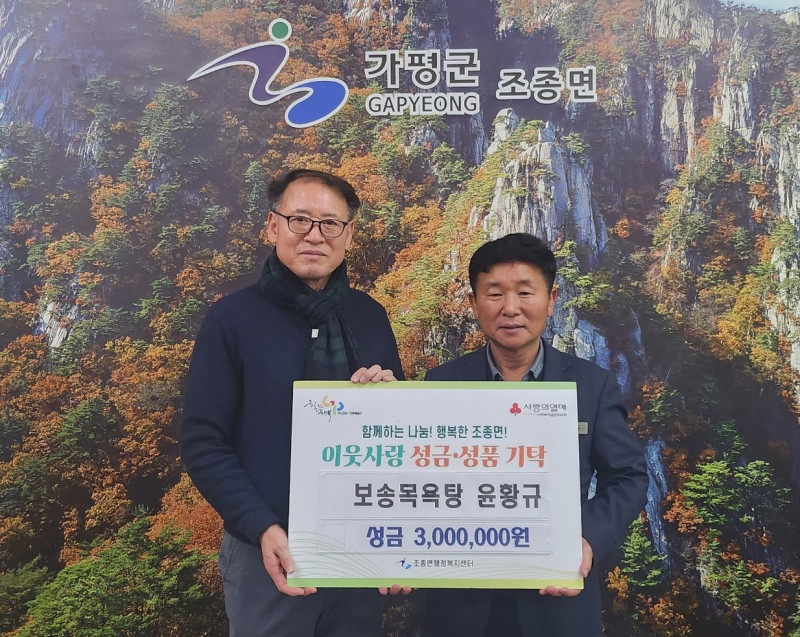 가평군
GAPYEONG
조종면
사랑의열매
함께하는 나눔! 행복한 조종면!
이웃사랑 성금·성품 기탁
보송목욕탕 윤황규
성금 3,000,000원
조종면행정복지센터